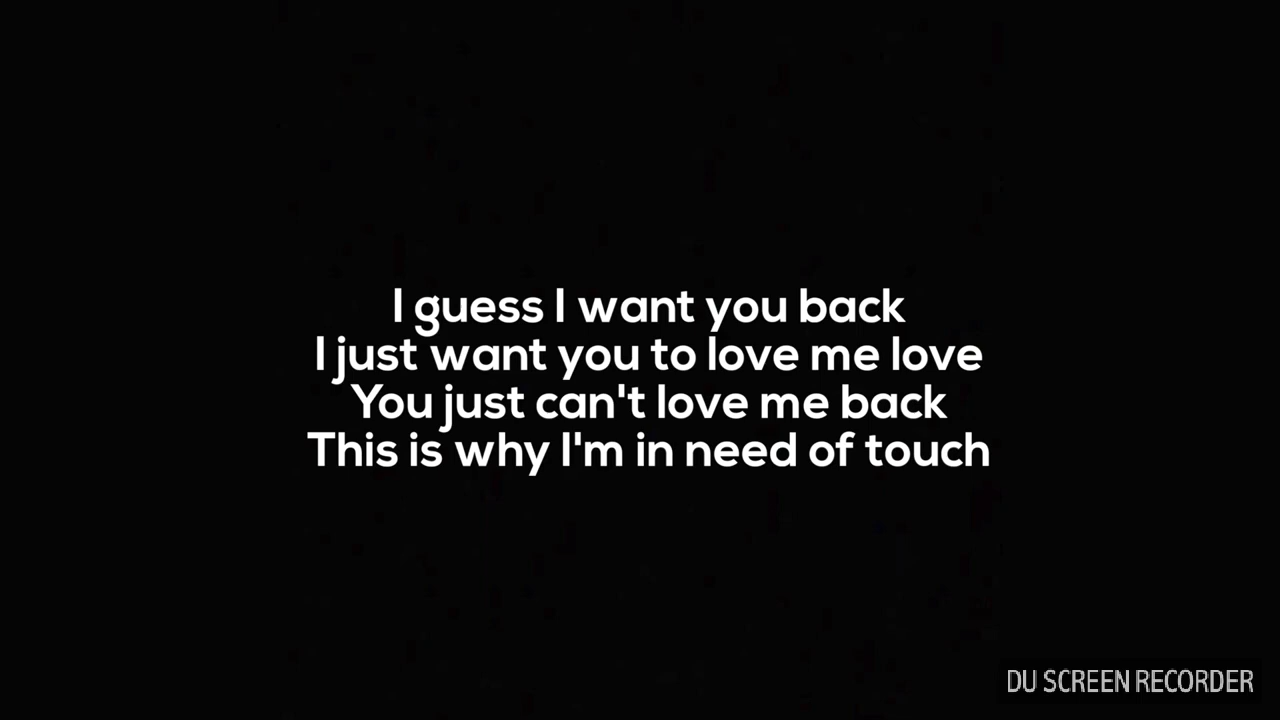 I guess I want you back
I just want you to love me love
You just can't love me back
This is why I'm in need of touch
DU SCREEN RECORDER